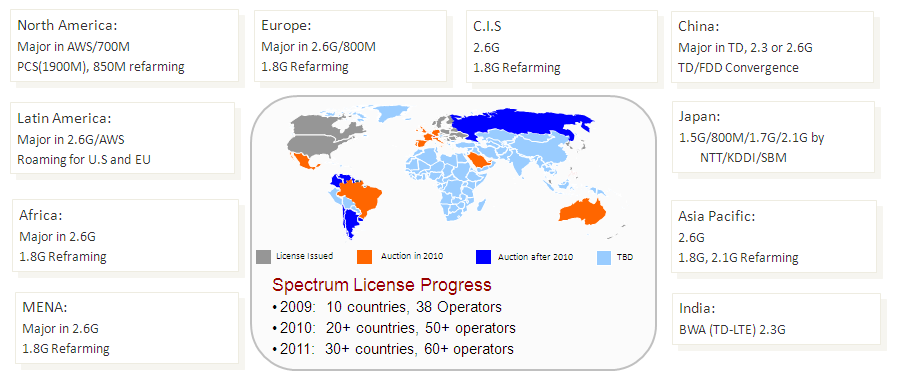 North America:
Major in AWS/700M
PCS(1900M), 850M refarming
Europe:
Major in 2.6G/800M
1.8G Refarming
C.I.S
2.6G
1.8G Refarming
China:
Major in TD, 2.3 or 2.6G
TD/FDD Convergence
Latin America:
Major in 2.6G/AWS
Roaming for U.S and EU
Japan:
1.5G/800M/1.7G/2.1G by
NTT/KDDI/SBM
Africa:
Major in 2.6G
1.8G Reframing
Asia Pacific:
2.6G
1.8G, 2.1G Refarming
MENA:
Major in 2.6G
1.8G Refarming
India:
BWA (TD-LTE) 2.3G
License Issued
Auction in 2010
Auction after 2010
TBD
Spectrum License Progress
• 2009: 10 countries, 38 Operators
• 2010: 20+ countries, 50+ operators
• 2011: 30+ countries, 60+ operators